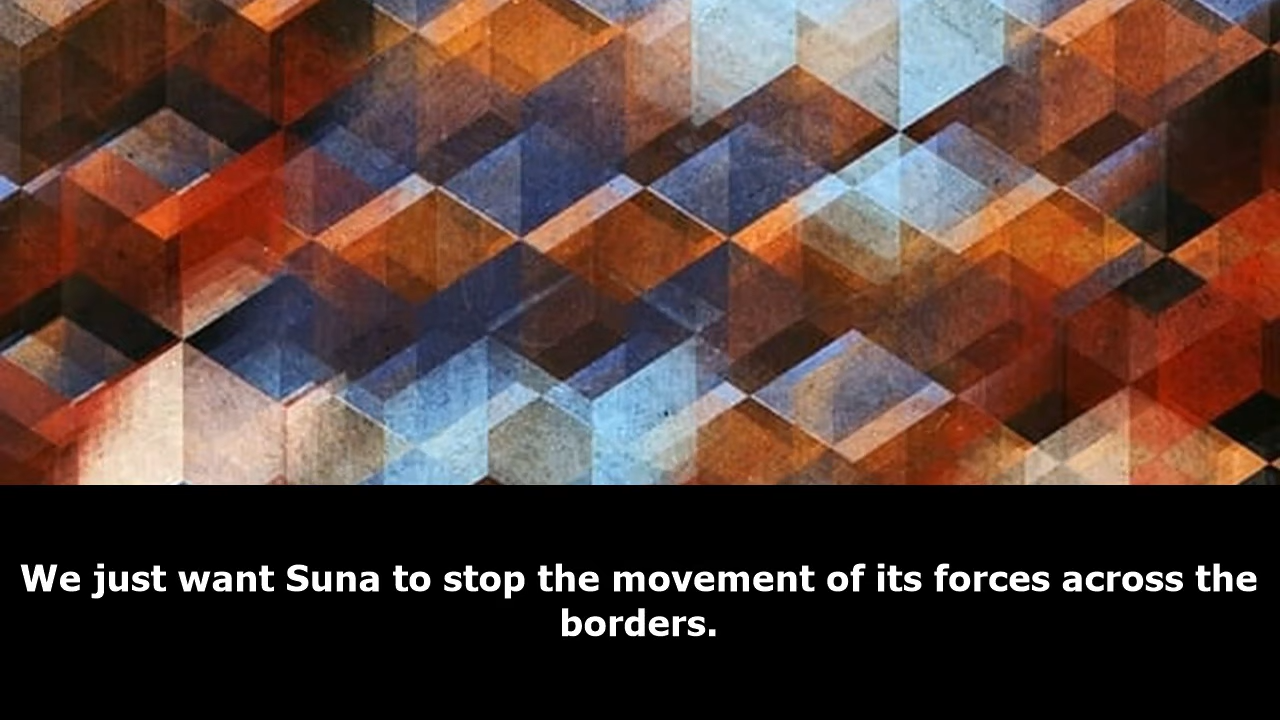 We just want Suna to stop the movement of its forces across the
borders.